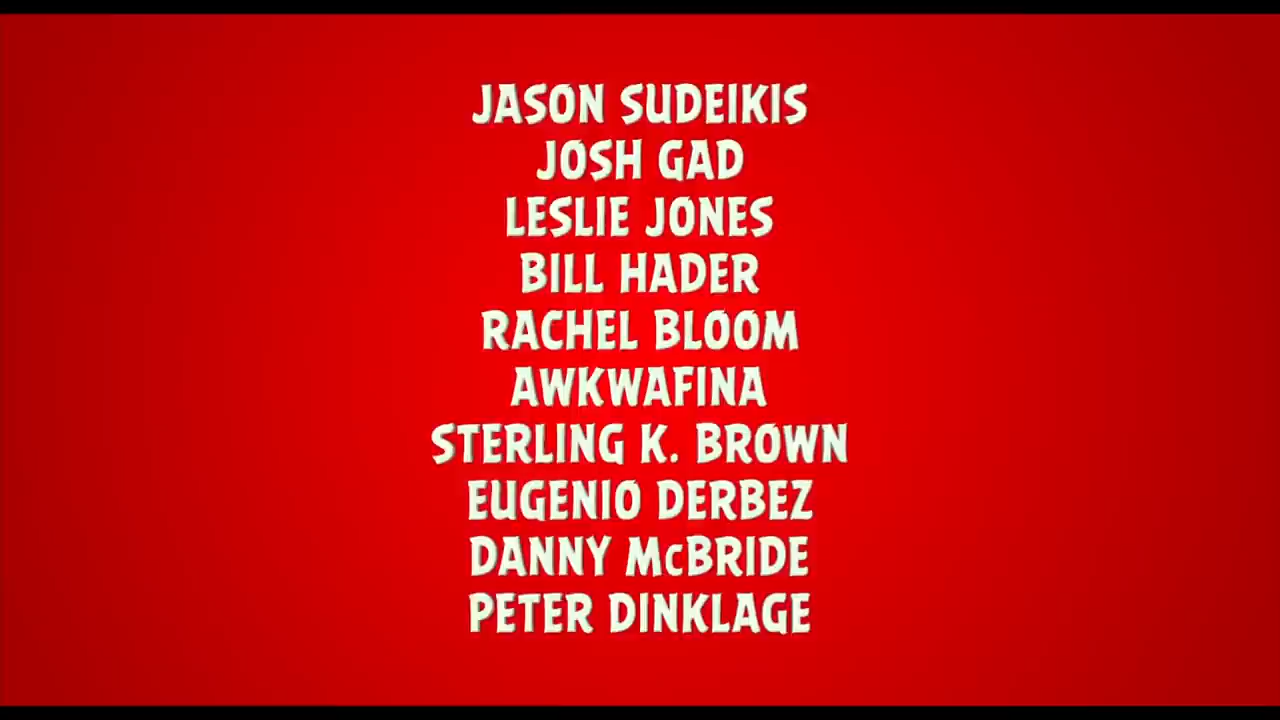 JASON SUDEIKIS
JOSH GAD
LESLIE JONES
BILL HADER
RACHEL BLOOM
AWKWAFINA
STERLING K. BROWN
EUGENIO DERBEZ
DANNY McBRIDE
PETER DINKLAGE